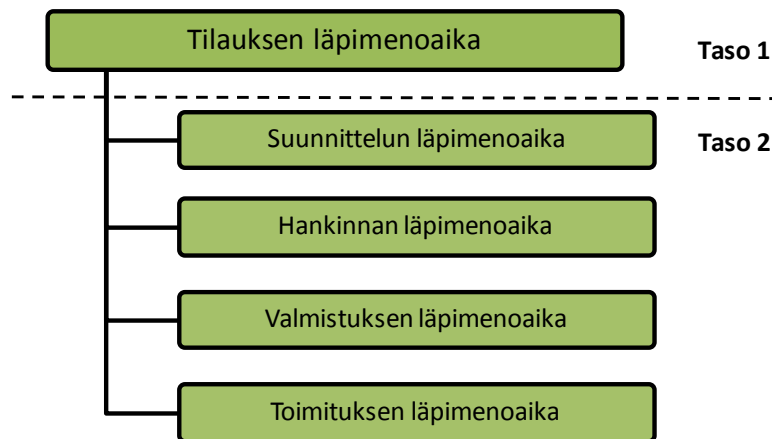 Tilauksen läpimenoaika
Taso 1
Suunnittelun läpimenoaika
Taso 2
Hankinnan läpimenoaika
Valmistuksen läpimenoaika
Toimituksen läpimenoaika